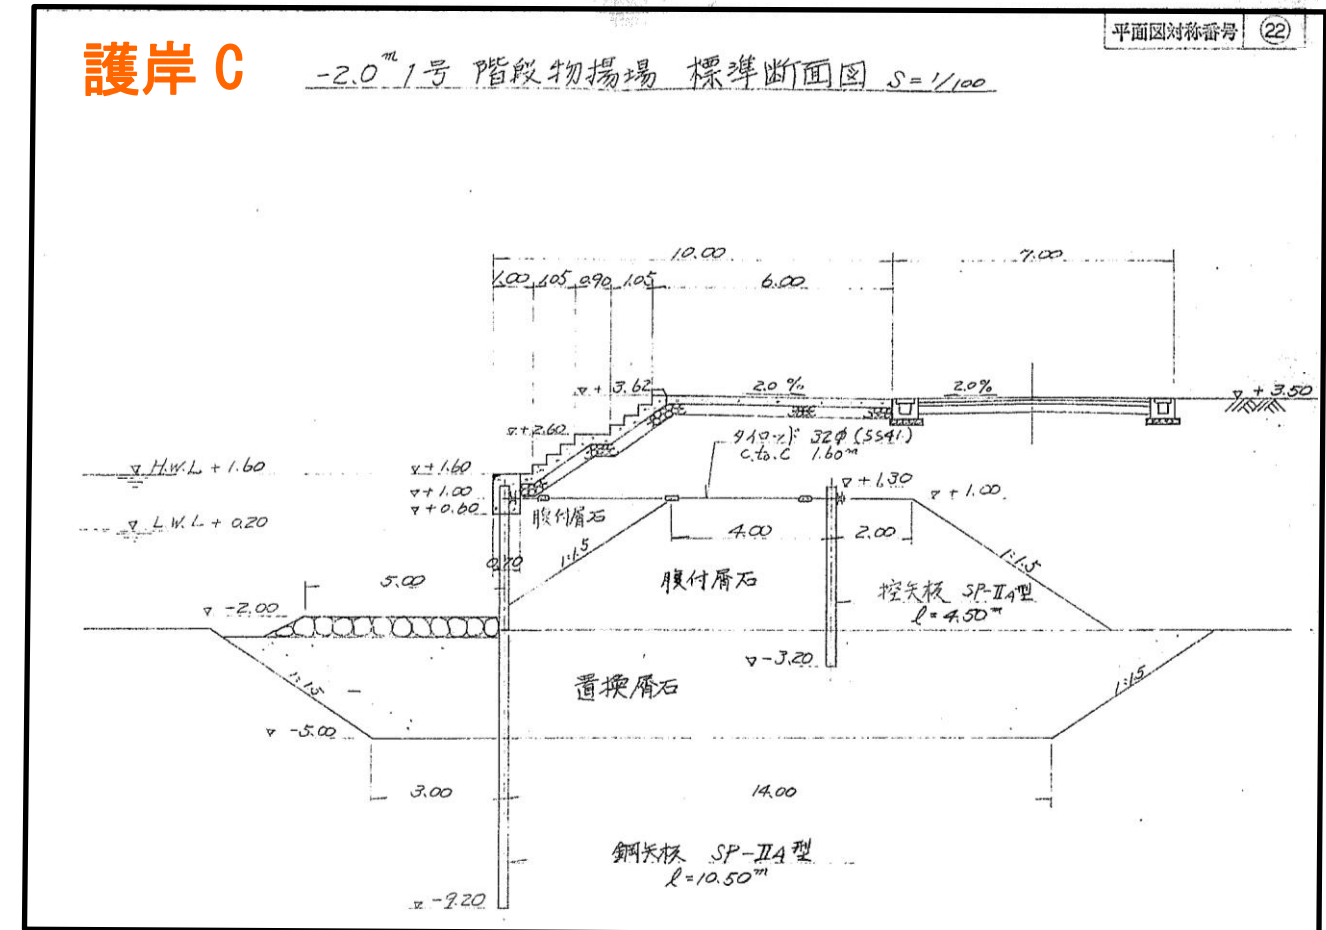 平面図対称番号 22
護岸 C
-2.0m 1号 階段物揚場 標準断面図 S=1/100
10.00 7.00
1.00 1.05 0.90 1.05 6.00
▽+3.62 2.0% 2.0% ▽+3.50
▽+2.60
タイロッド 32φ (SS41)
c.to.c 1.60m
▽ H.W.L +1.60
▽+1.60
▽+1.00
▽+0.60
▽+1.30
▽+1.00
▽ L.W.L +0.20
腹付屑石
4.00 2.00
0.70
1:1.5
1:1.5
5.00
腹付屑石
控矢板 SP-ⅡA型
l=4.50m
▽ -2.00
▽-3.20
置換屑石
1:1.5
1:1.5
▽ -5.00
3.00 14.00
鋼矢板 SP-ⅡA型
l=10.50m
▽ -9.20